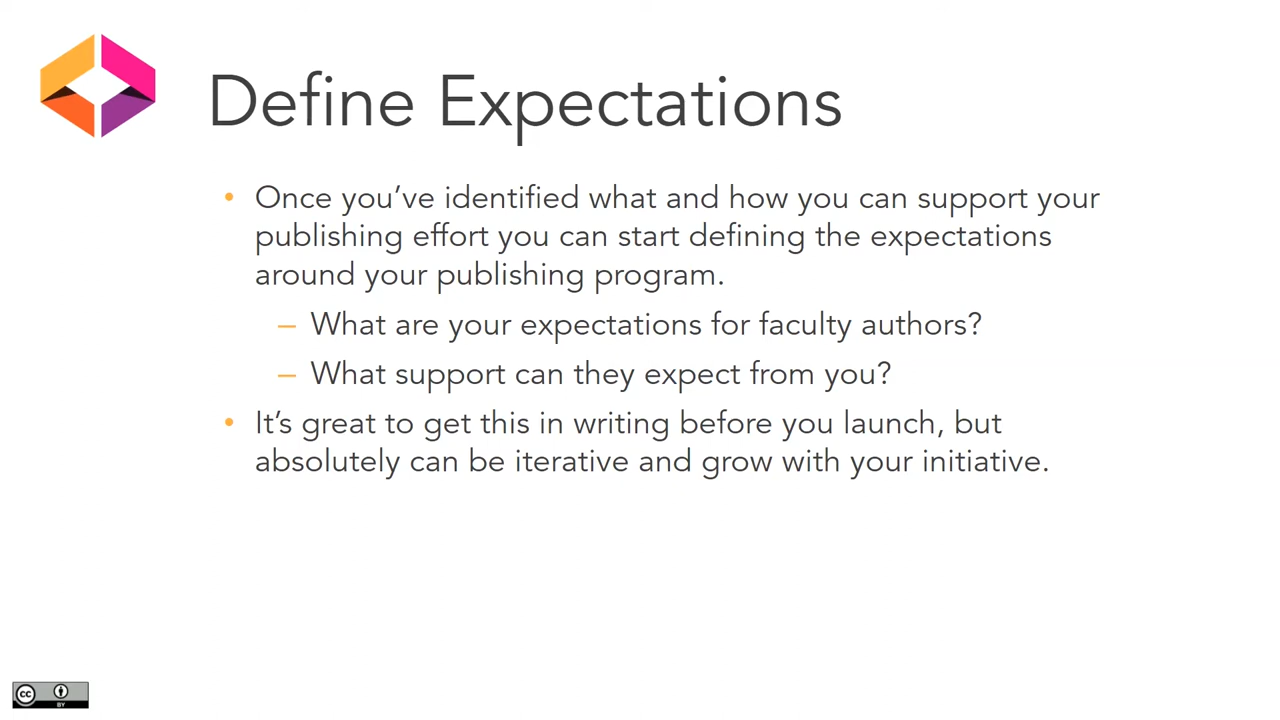 Define Expectations
• Once you’ve identified what and how you can support your
publishing effort you can start defining the expectations
around your publishing program.
– What are your expectations for faculty authors?
– What support can they expect from you?
• It’s great to get this in writing before you launch, but
absolutely can be iterative and grow with your initiative.
cc
BY